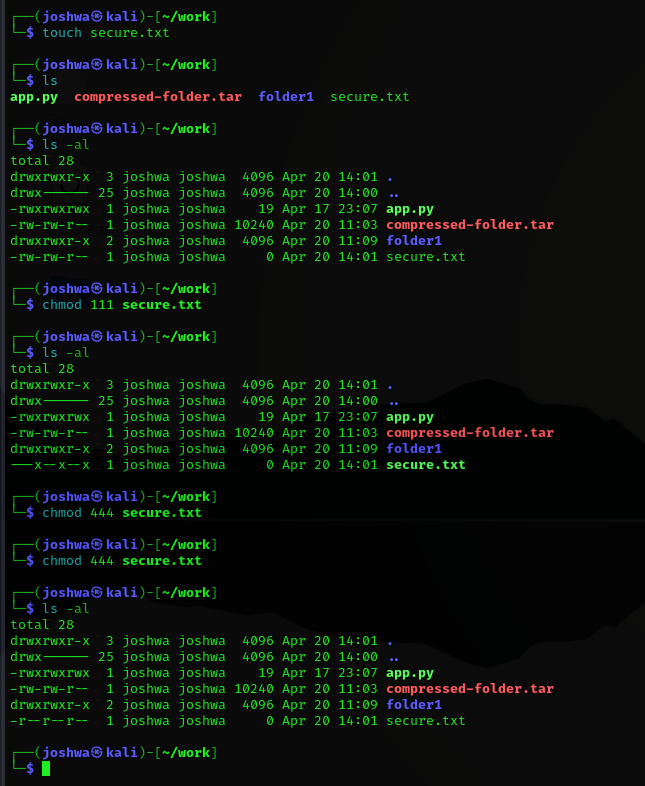 ┌──(joshwa㉿kali)-[~/work]
└─$ touch secure.txt
┌──(joshwa㉿kali)-[~/work]
└─$ ls
app.py  compressed-folder.tar  folder1  secure.txt
┌──(joshwa㉿kali)-[~/work]
└─$ ls -al
total 28
drwxrwxr-x  3 joshwa joshwa  4096 Apr 20 14:01 .
drwx------ 25 joshwa joshwa  4096 Apr 20 14:00 ..
-rwxrwxrwx  1 joshwa joshwa    19 Apr 17 23:07 app.py
-rw-rw-r--  1 joshwa joshwa 10240 Apr 20 11:03 compressed-folder.tar
drwxrwxr-x  2 joshwa joshwa  4096 Apr 20 11:09 folder1
-rw-rw-r--  1 joshwa joshwa     0 Apr 20 14:01 secure.txt
┌──(joshwa㉿kali)-[~/work]
└─$ chmod 111 secure.txt
┌──(joshwa㉿kali)-[~/work]
└─$ ls -al
total 28
drwxrwxr-x  3 joshwa joshwa  4096 Apr 20 14:01 .
drwx------ 25 joshwa joshwa  4096 Apr 20 14:00 ..
-rwxrwxrwx  1 joshwa joshwa    19 Apr 17 23:07 app.py
-rw-rw-r--  1 joshwa joshwa 10240 Apr 20 11:03 compressed-folder.tar
drwxrwxr-x  2 joshwa joshwa  4096 Apr 20 11:09 folder1
---x--x--x  1 joshwa joshwa     0 Apr 20 14:01 secure.txt
┌──(joshwa㉿kali)-[~/work]
└─$ chmod 444 secure.txt
┌──(joshwa㉿kali)-[~/work]
└─$ chmod 444 secure.txt
┌──(joshwa㉿kali)-[~/work]
└─$ ls -al
total 28
drwxrwxr-x  3 joshwa joshwa  4096 Apr 20 14:01 .
drwx------ 25 joshwa joshwa  4096 Apr 20 14:00 ..
-rwxrwxrwx  1 joshwa joshwa    19 Apr 17 23:07 app.py
-rw-rw-r--  1 joshwa joshwa 10240 Apr 20 11:03 compressed-folder.tar
drwxrwxr-x  2 joshwa joshwa  4096 Apr 20 11:09 folder1
-r--r--r--  1 joshwa joshwa     0 Apr 20 14:01 secure.txt
┌──(joshwa㉿kali)-[~/work]
└─$